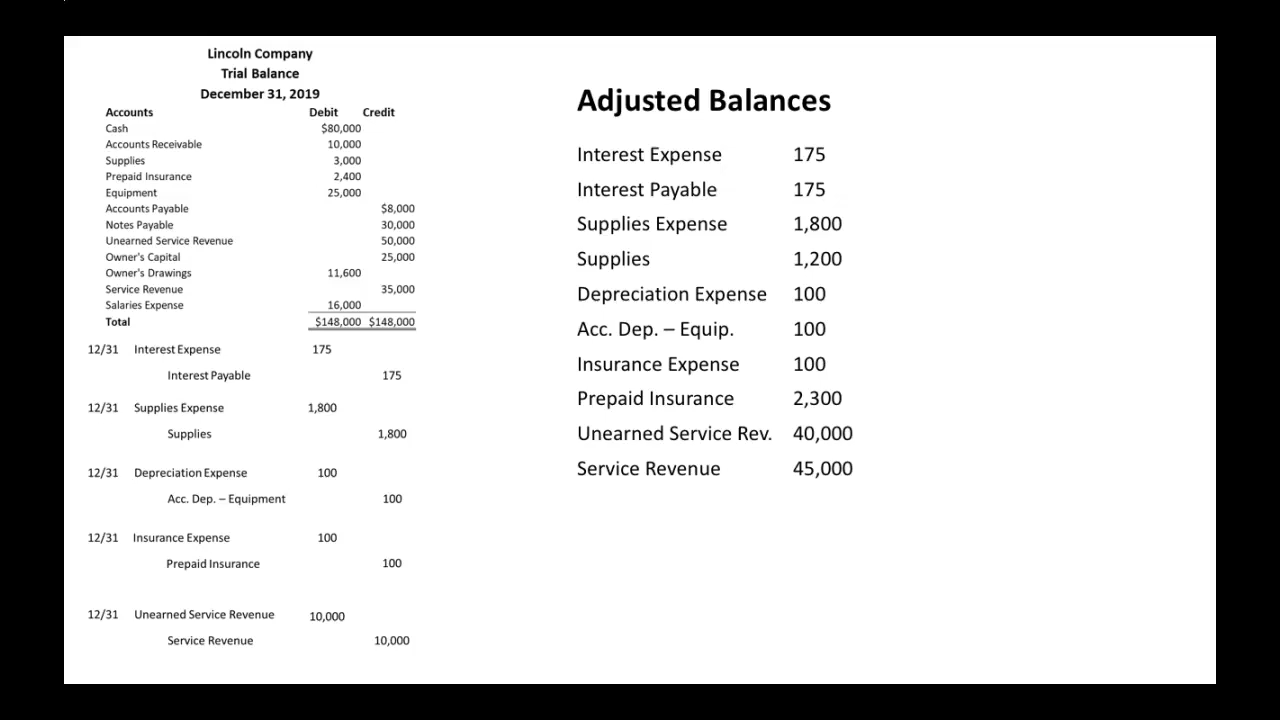 Lincoln Company
Trial Balance
December 31, 2019
Accounts Debit Credit
Cash $80,000
Accounts Receivable 10,000
Supplies 3,000
Prepaid Insurance 2,400
Equipment 25,000
Accounts Payable $8,000
Notes Payable 30,000
Unearned Service Revenue 50,000
Owner's Capital 25,000
Owner's Drawings 11,600
Service Revenue 35,000
Salaries Expense 16,000
Total $148,000 $148,000
12/31 Interest Expense 175
Interest Payable 175
12/31 Supplies Expense 1,800
Supplies 1,800
12/31 Depreciation Expense 100
Acc. Dep. – Equipment 100
12/31 Insurance Expense 100
Prepaid Insurance 100
12/31 Unearned Service Revenue 10,000
Service Revenue 10,000
Adjusted Balances
Interest Expense 175
Interest Payable 175
Supplies Expense 1,800
Supplies 1,200
Depreciation Expense 100
Acc. Dep. – Equip. 100
Insurance Expense 100
Prepaid Insurance 2,300
Unearned Service Rev. 40,000
Service Revenue 45,000